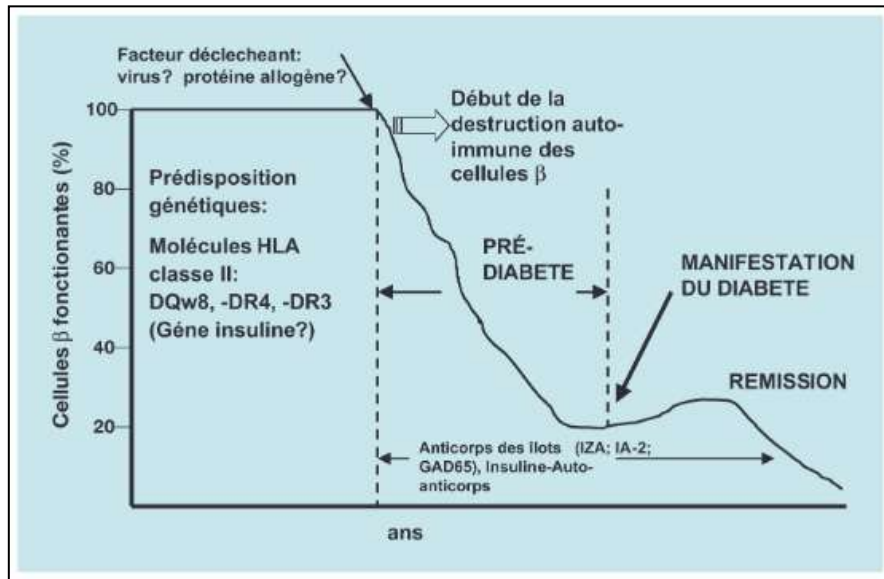 Facteur déclecheant:
virus? protéine allogène?
Cellules β fonctionantes (%)
100
80
60
40
20
Prédisposition
génétiques:
Molécules HLA
classe II:
DQw8, -DR4, -DR3
(Géne insuline?)
Début de la
destruction auto-
immune des
cellules β
PRÉ-
DIABETE
MANIFESTATION
DU DIABETE
REMISSION
Anticorps des îlots (IZA; IA-2;
GAD65), Insuline-Auto-
anticorps
ans